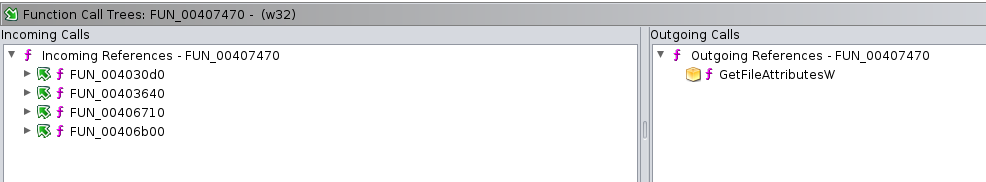 Function Call Trees: FUN_00407470 - (w32)
Incoming Calls
f Incoming References - FUN_00407470
f FUN_004030d0
f FUN_00403640
f FUN_00406710
f FUN_00406b00
Outgoing Calls
f Outgoing References - FUN_00407470
f GetFileAttributesW